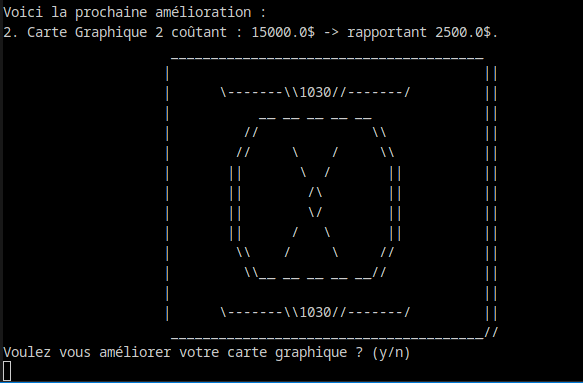 Voici la prochaine amélioration :
2. Carte Graphique 2 coûtant : 15000.0$ -> rapportant 2500.0$.
\-------\\1030//-------/
\-------\\1030//-------/
Voulez vous améliorer votre carte graphique ? (y/n)